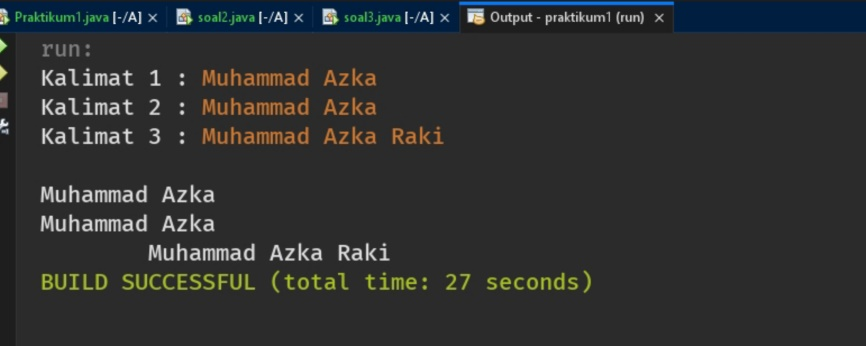 Praktikum1.java [-/A] × soal2.java [-/A] × soal3.java [-/A] × Output - praktikum1 (run) ×
run:
Kalimat 1 : Muhammad Azka
Kalimat 2 : Muhammad Azka
Kalimat 3 : Muhammad Azka Raki

Muhammad Azka
Muhammad Azka
        Muhammad Azka Raki
BUILD SUCCESSFUL (total time: 27 seconds)